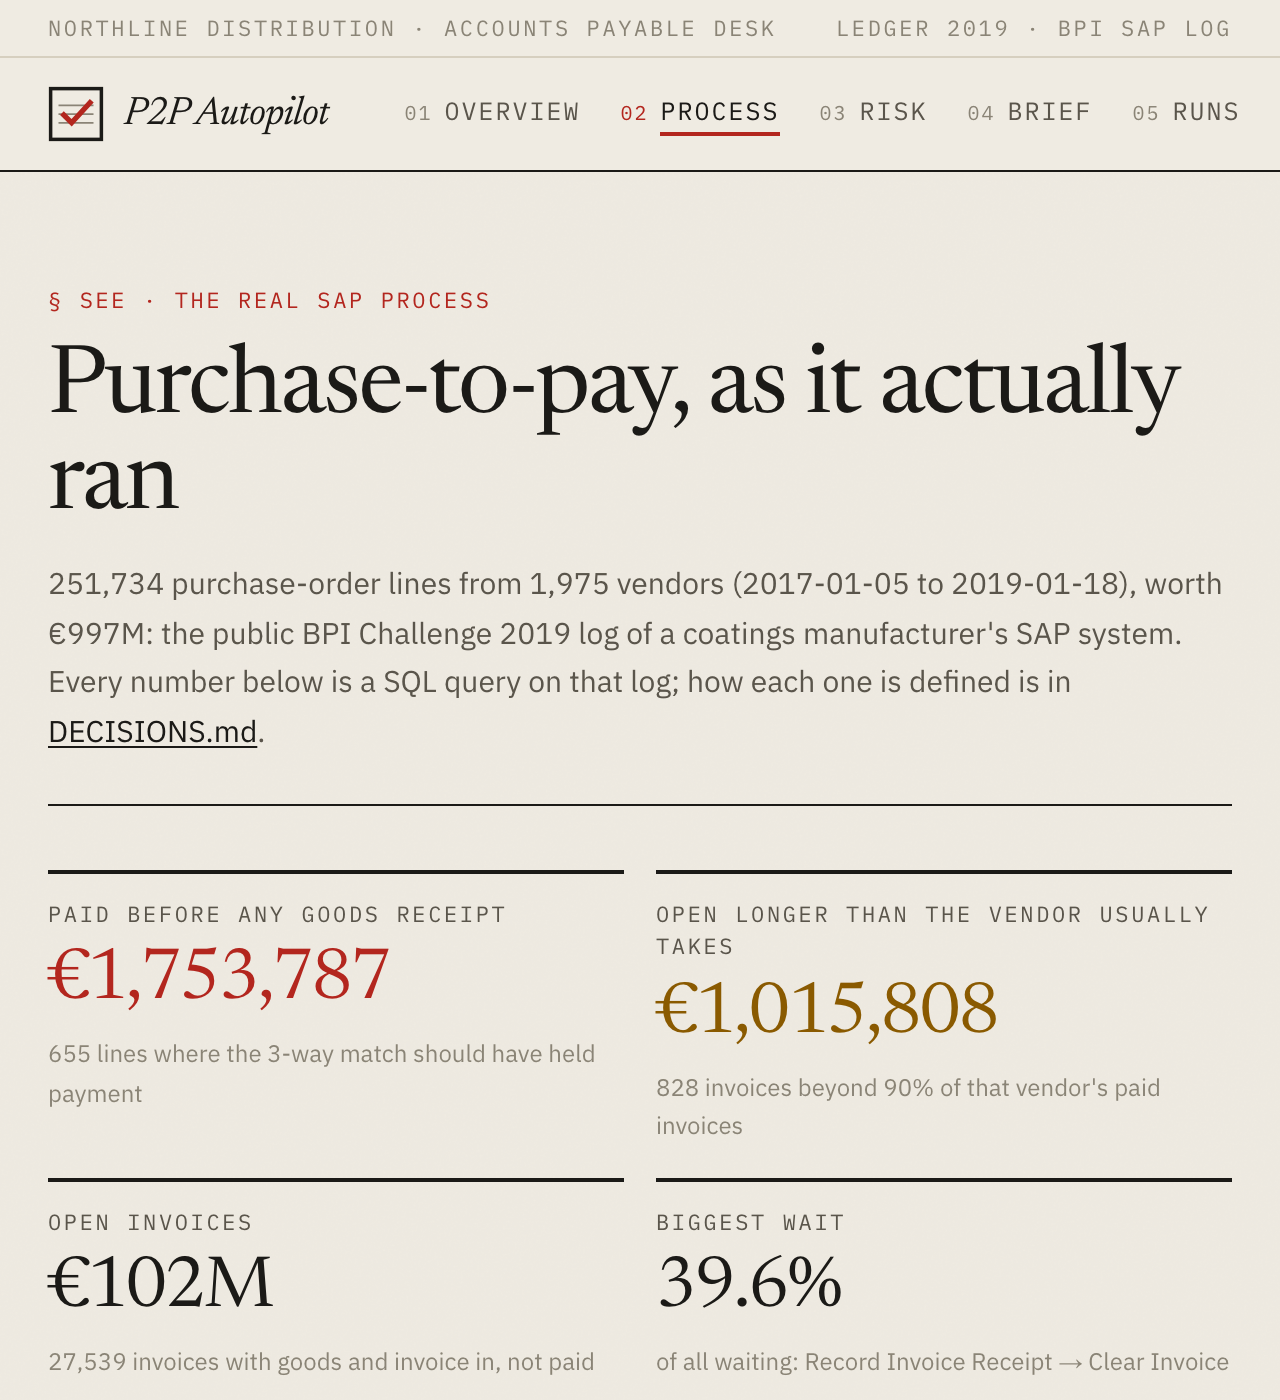 NORTHLINE DISTRIBUTION · ACCOUNTS PAYABLE DESK
LEDGER 2019 · BPI SAP LOG
P2P Autopilot
01 OVERVIEW
02 PROCESS
03 RISK
04 BRIEF
05 RUNS
§ SEE · THE REAL SAP PROCESS
Purchase-to-pay, as it actually
ran
251,734 purchase-order lines from 1,975 vendors (2017-01-05 to 2019-01-18), worth
€997M: the public BPI Challenge 2019 log of a coatings manufacturer's SAP system.
Every number below is a SQL query on that log; how each one is defined is in
DECISIONS.md.
PAID BEFORE ANY GOODS RECEIPT
€1,753,787
655 lines where the 3-way match should have held
payment
OPEN LONGER THAN THE VENDOR USUALLY
TAKES
€1,015,808
828 invoices beyond 90% of that vendor's paid
invoices
OPEN INVOICES
€102M
27,539 invoices with goods and invoice in, not paid
BIGGEST WAIT
39.6%
of all waiting: Record Invoice Receipt → Clear Invoice